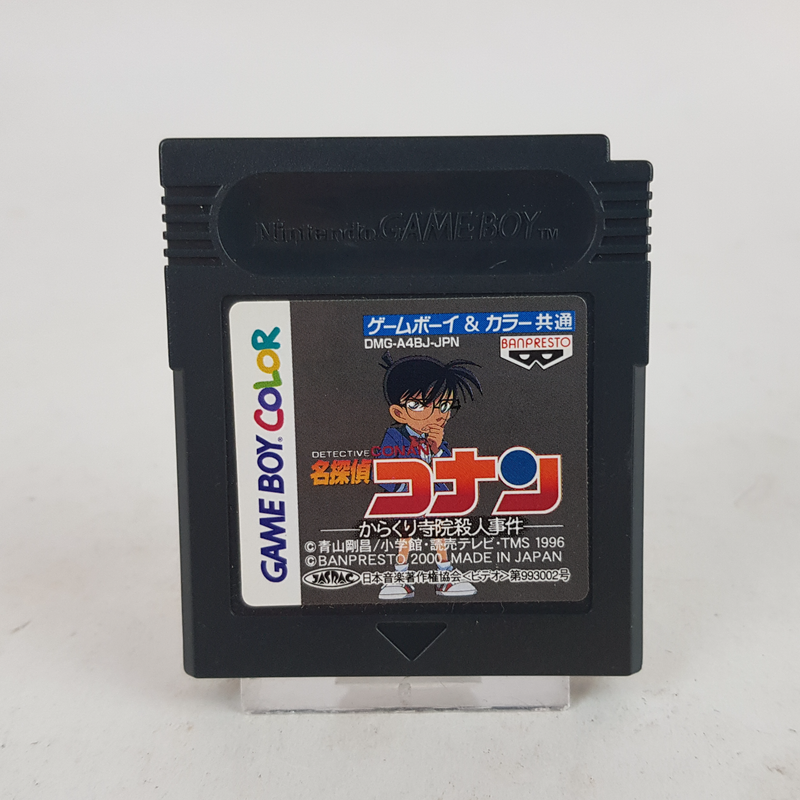 Nintendo GAME BOY TM
GAME BOY COLOR
ゲームボーイ & カラー共通
DMG-A4BJ-JPN
BANPRESTO
DETECTIVE CONAN
名探偵
コナン
からくり寺院殺人事件
©青山剛昌/小学館・読売テレビ・TMS 1996
©BANPRESTO 2000 MADE IN JAPAN
JASRAC 日本音楽著作権協会<ビデオ>第993002号